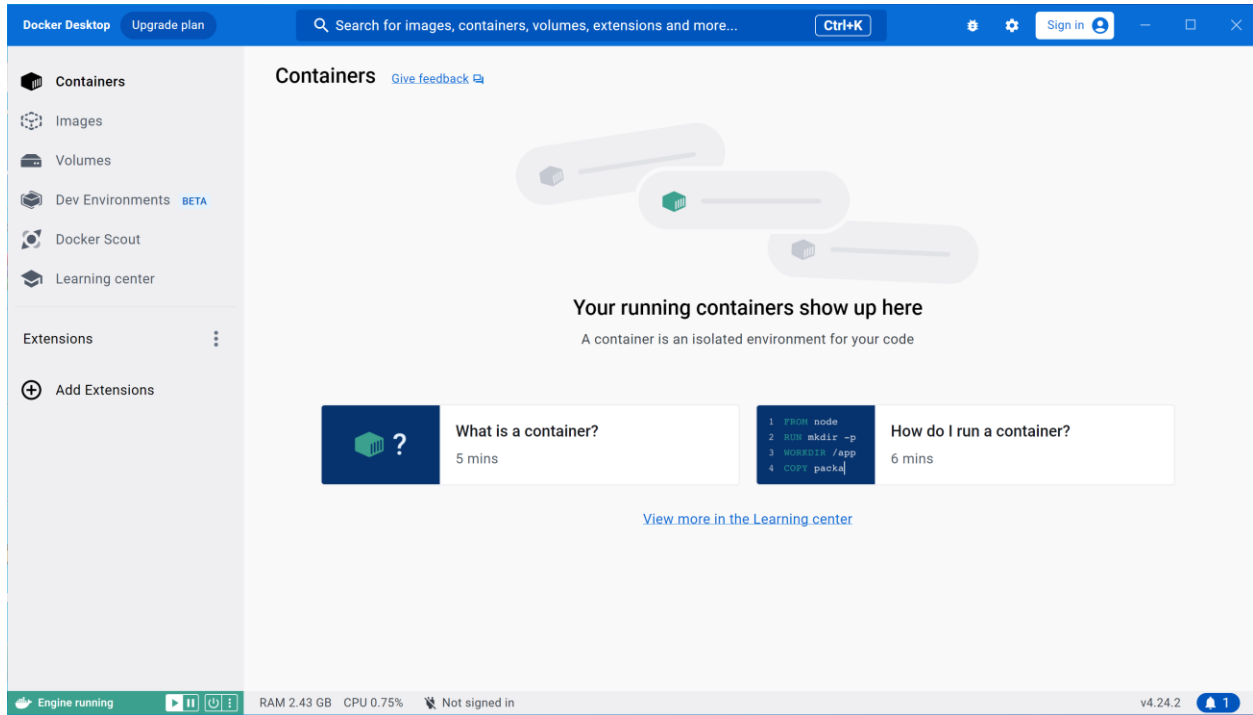 Docker Desktop Upgrade plan Search for images, containers, volumes, extensions and more... Ctrl+K Sign in
Containers
Images
Volumes
Dev Environments BETA
Docker Scout
Learning center
Extensions
Add Extensions
Containers Give feedback
Your running containers show up here
A container is an isolated environment for your code
?
What is a container?
5 mins
1 FROM node
2 RUN mkdir -p
3 WORKDIR /app
4 COPY packa
How do I run a container?
6 mins
View more in the Learning center
Engine running RAM 2.43 GB CPU 0.75% Not signed in v4.24.2 1